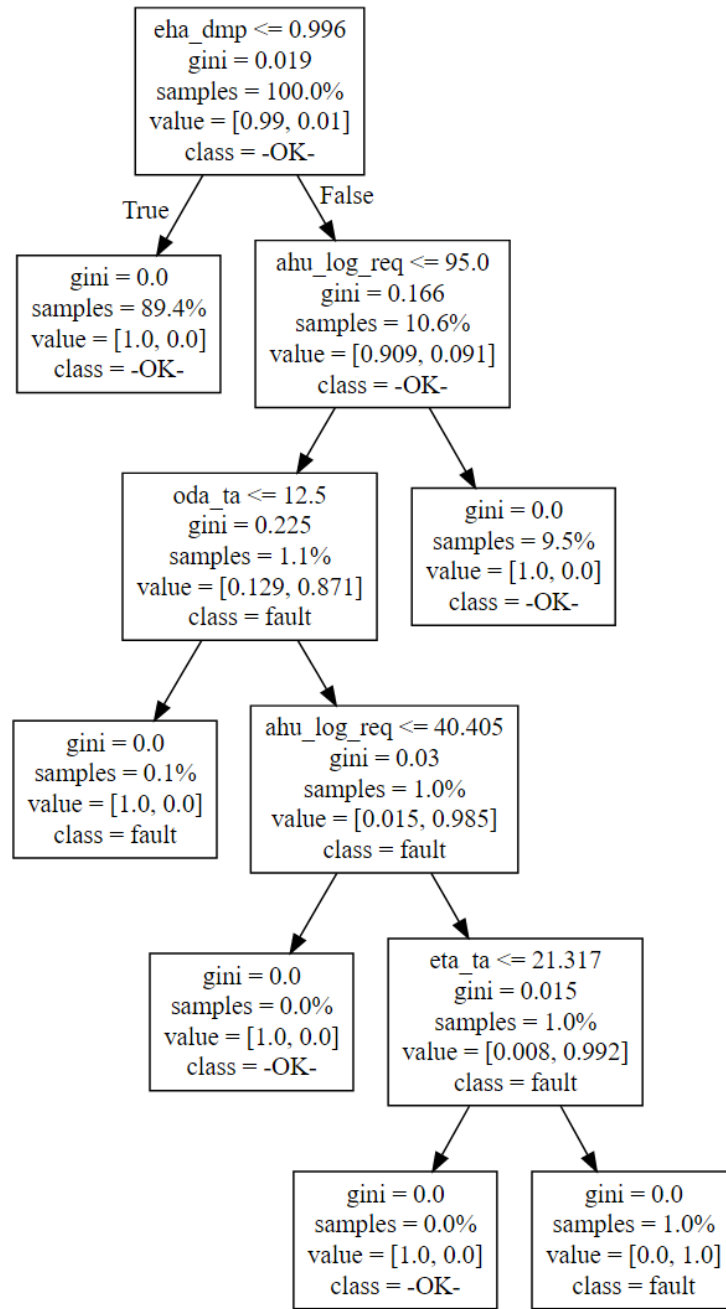 eha_dmp <= 0.996
gini = 0.019
samples = 100.0%
value = [0.99, 0.01]
class = -OK-
True
False
gini = 0.0
samples = 89.4%
value = [1.0, 0.0]
class = -OK-
ahu_log_req <= 95.0
gini = 0.166
samples = 10.6%
value = [0.909, 0.091]
class = -OK-
oda_ta <= 12.5
gini = 0.225
samples = 1.1%
value = [0.129, 0.871]
class = fault
gini = 0.0
samples = 9.5%
value = [1.0, 0.0]
class = -OK-
gini = 0.0
samples = 0.1%
value = [1.0, 0.0]
class = fault
ahu_log_req <= 40.405
gini = 0.03
samples = 1.0%
value = [0.015, 0.985]
class = fault
gini = 0.0
samples = 0.0%
value = [1.0, 0.0]
class = -OK-
eta_ta <= 21.317
gini = 0.015
samples = 1.0%
value = [0.008, 0.992]
class = fault
gini = 0.0
samples = 0.0%
value = [1.0, 0.0]
class = -OK-
gini = 0.0
samples = 1.0%
value = [0.0, 1.0]
class = fault